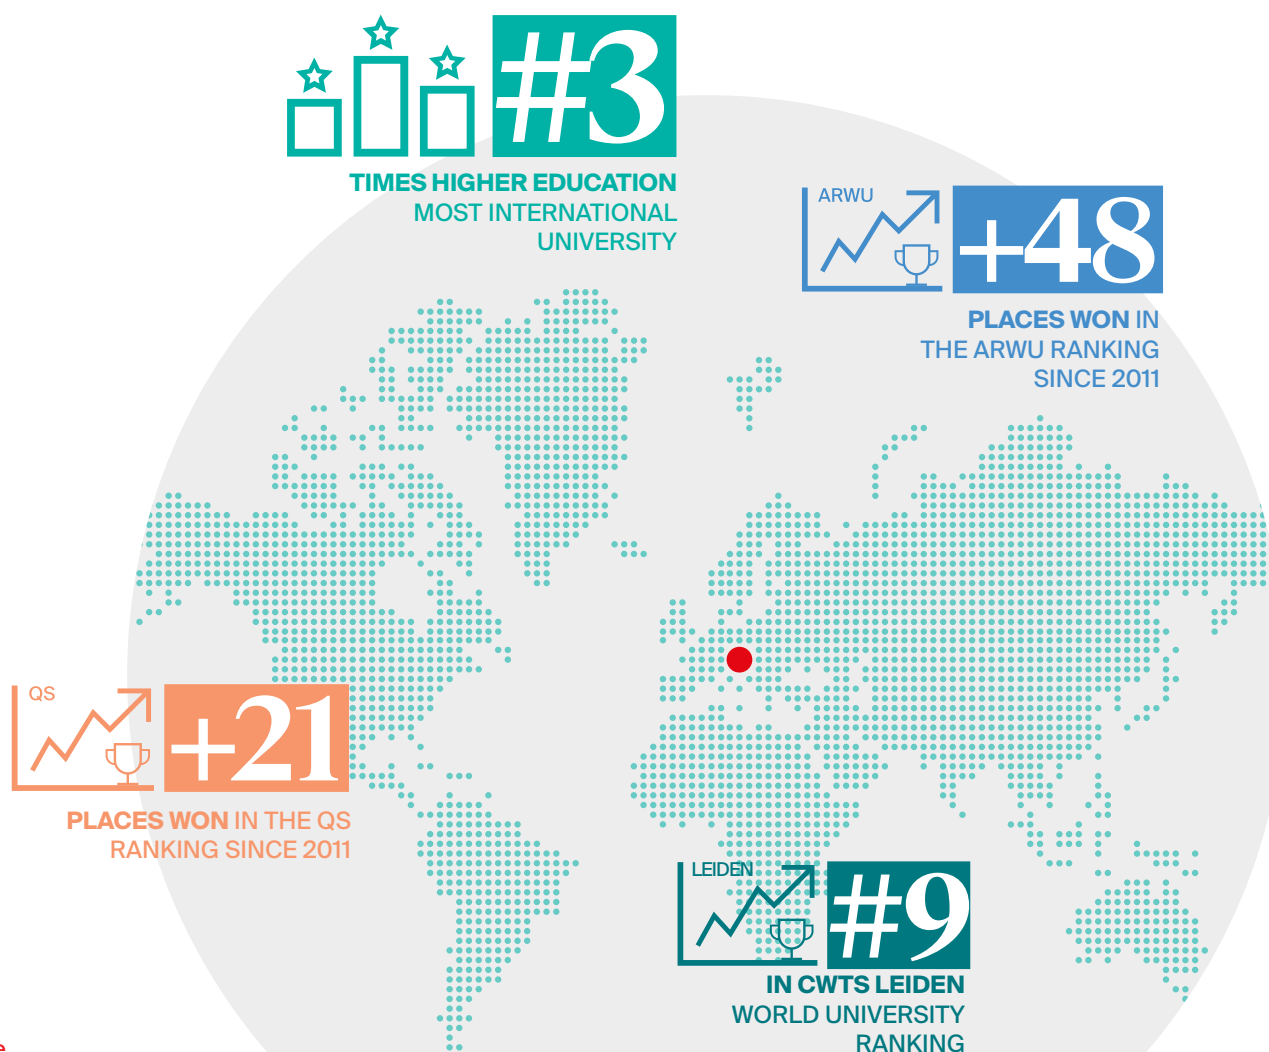 #3
TIMES HIGHER EDUCATION
MOST INTERNATIONAL
UNIVERSITY
ARWU
+48
PLACES WON IN
THE ARWU RANKING
SINCE 2011
QS
+21
PLACES WON IN THE QS
RANKING SINCE 2011
LEIDEN
#9
IN CWTS LEIDEN
WORLD UNIVERSITY
RANKING